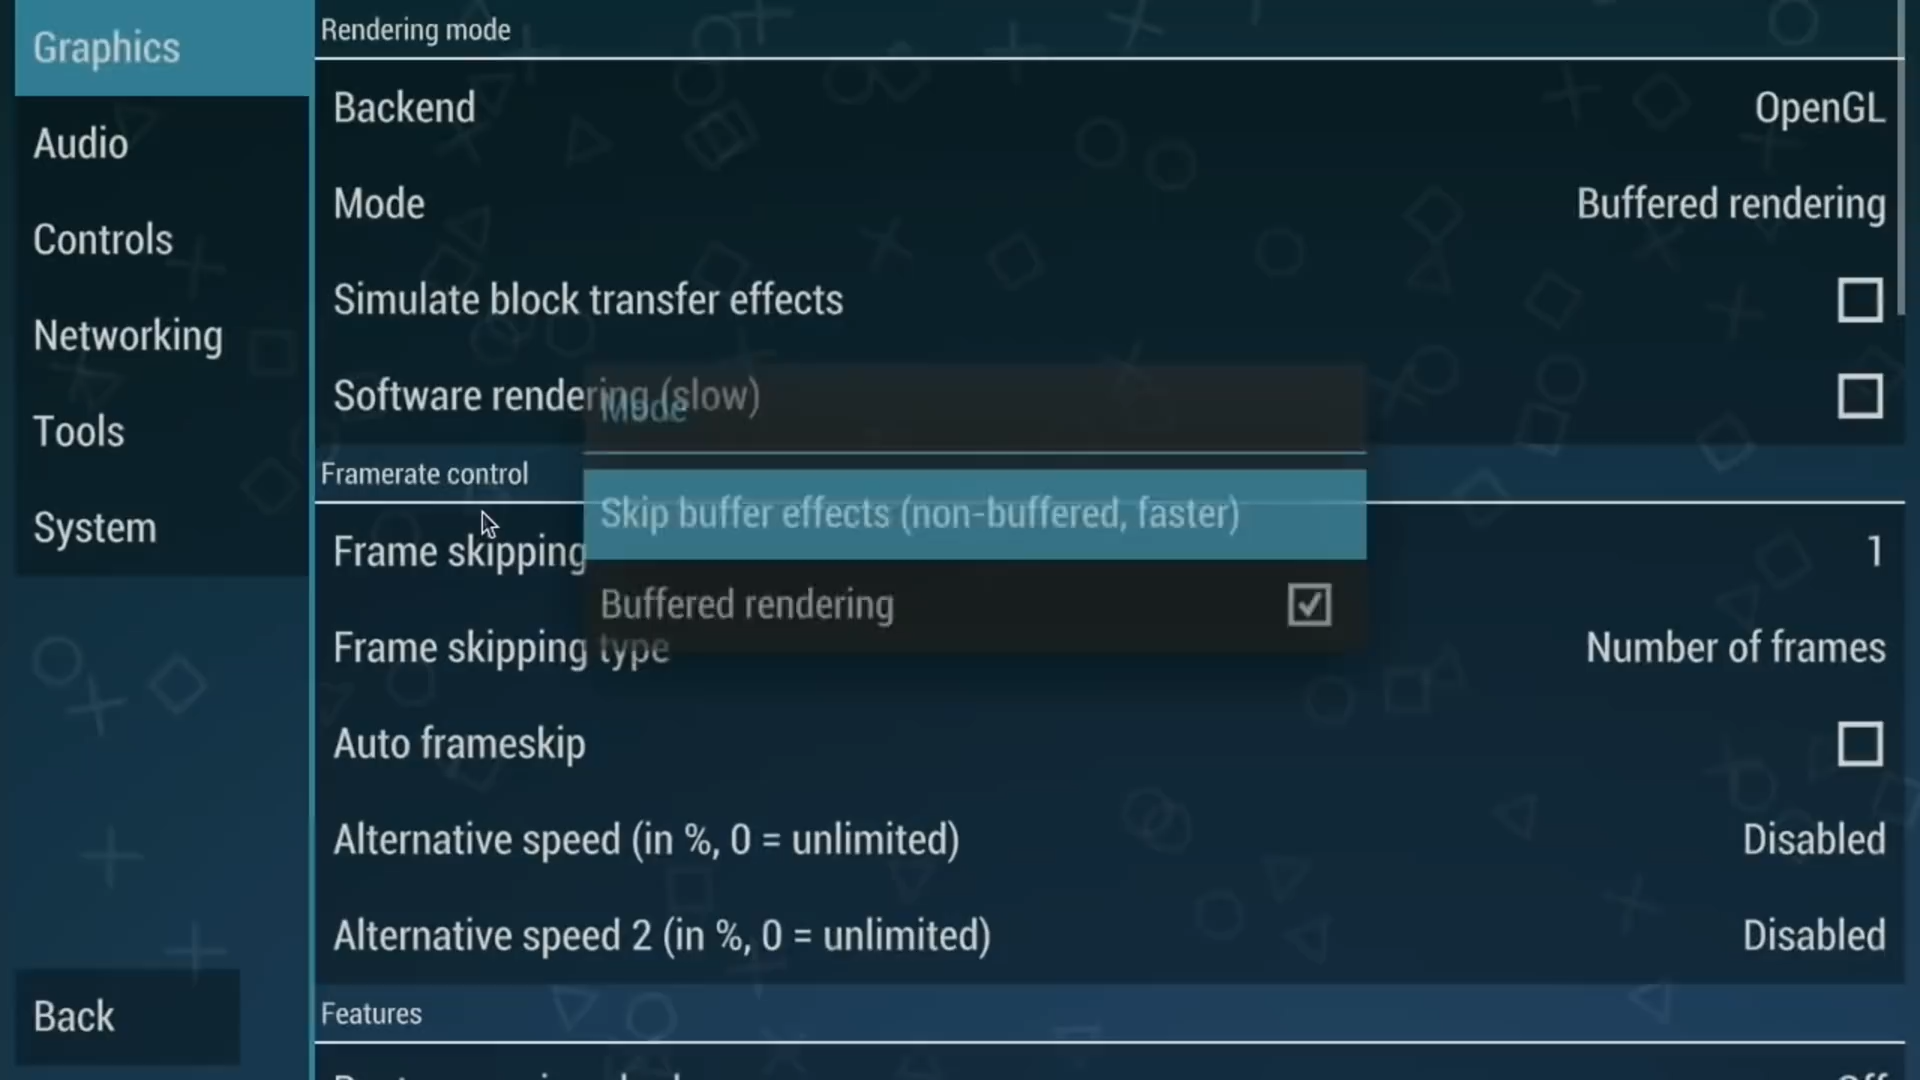 Graphics
Audio
Controls
Networking
Tools
System
Back
Rendering mode
Backend OpenGL
Mode Buffered rendering
Simulate block transfer effects
Software rendering (slow)
Mode
Skip buffer effects (non-buffered, faster)
Buffered rendering
Framerate control
Frame skipping 1
Frame skipping type Number of frames
Auto frameskip
Alternative speed (in %, 0 = unlimited) Disabled
Alternative speed 2 (in %, 0 = unlimited) Disabled
Features